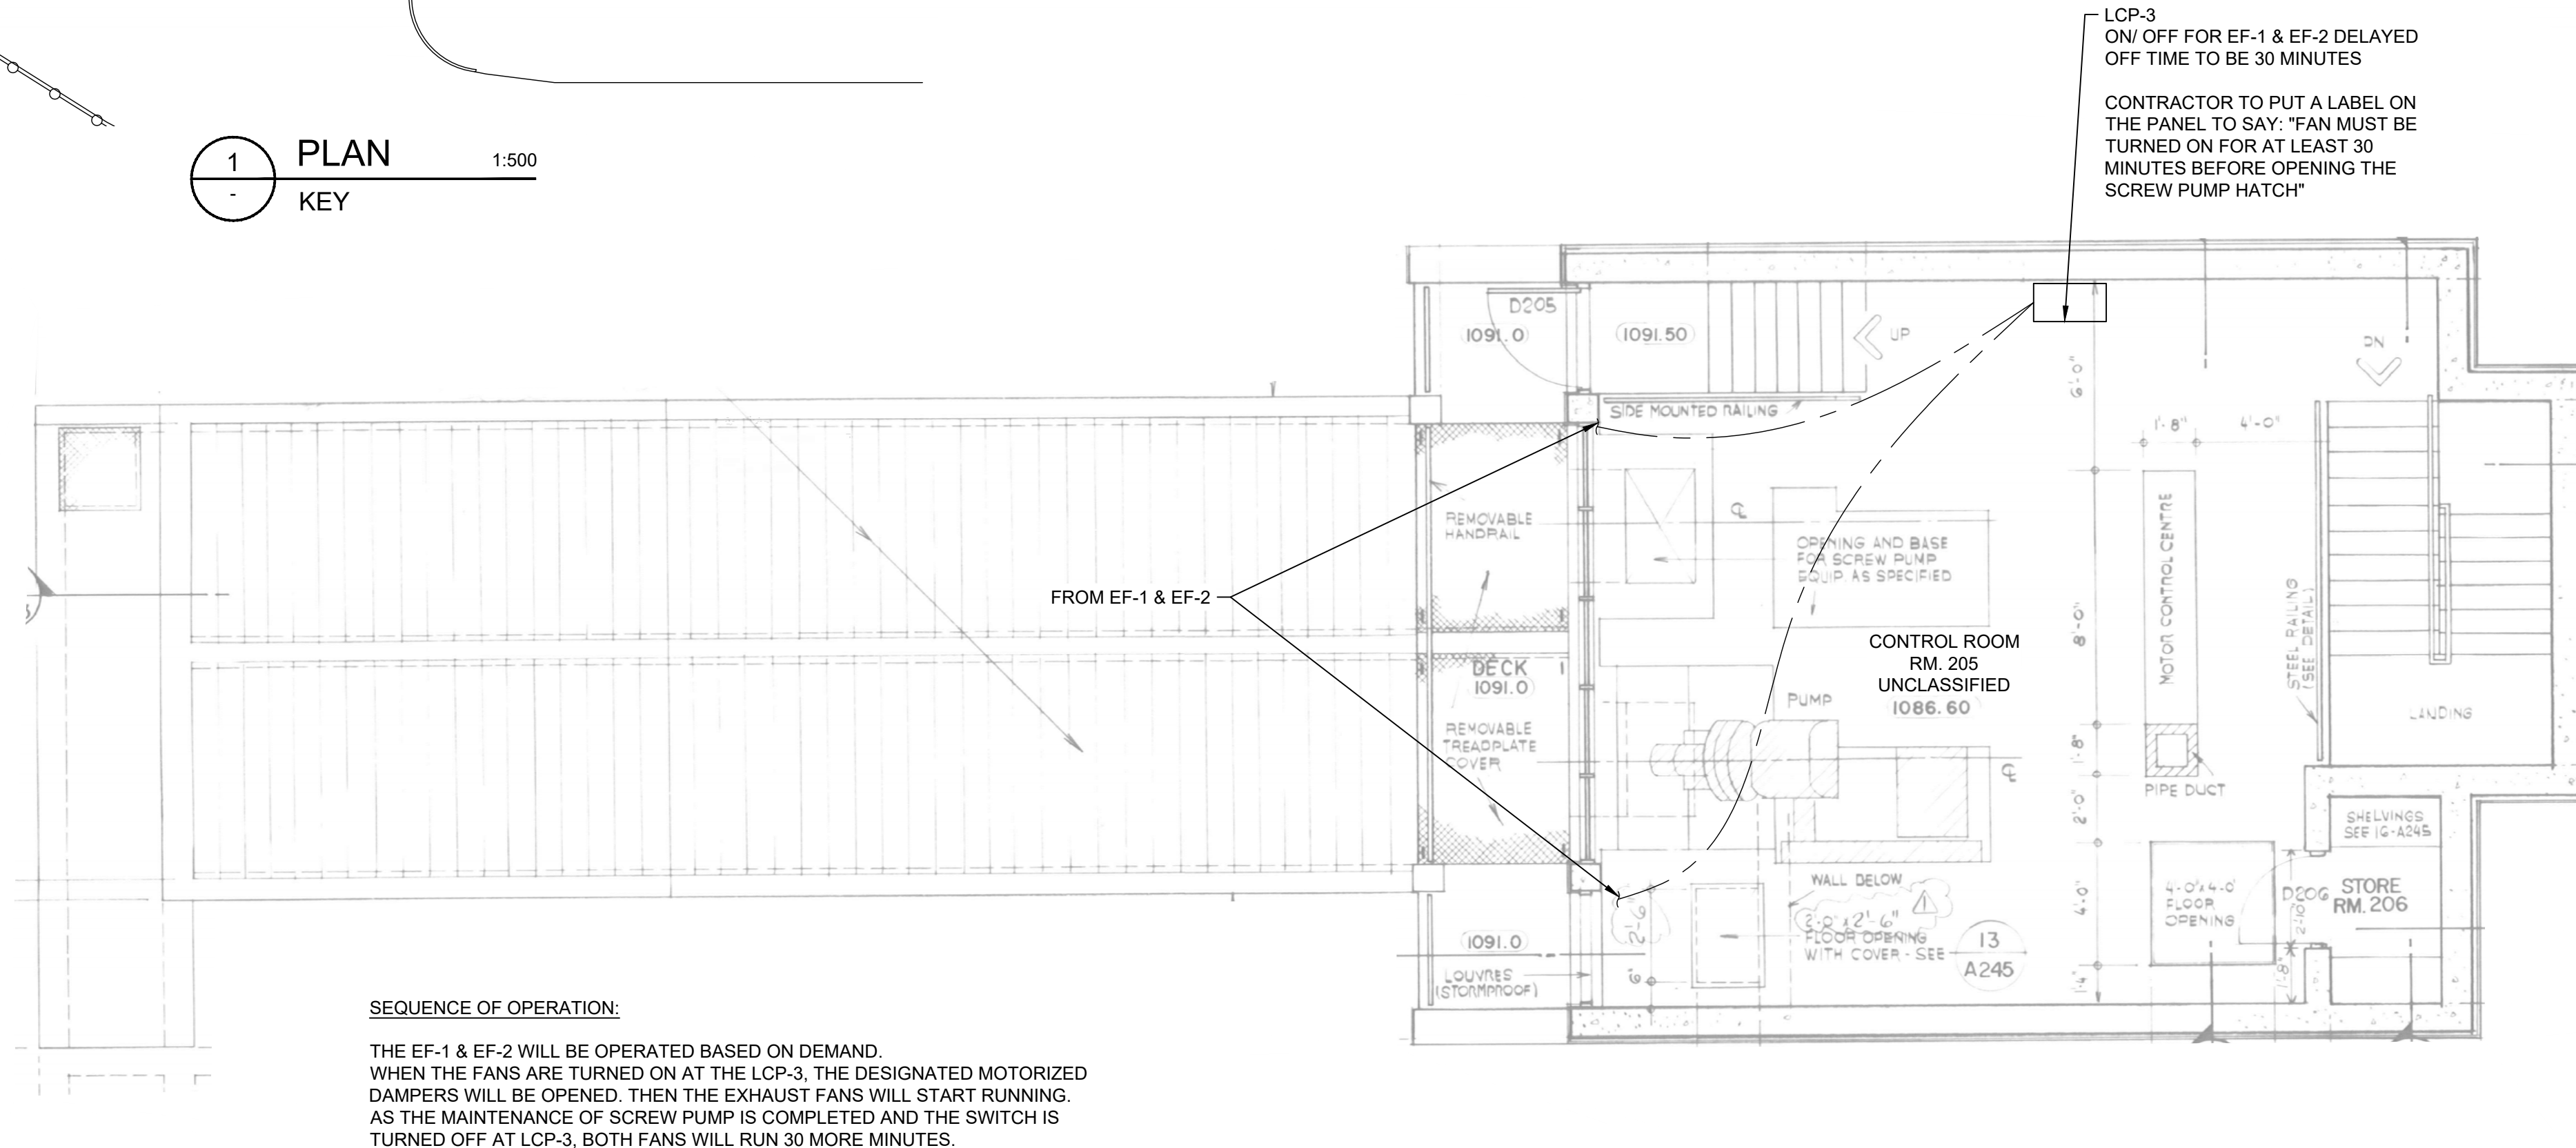 LCP-3
ON/ OFF FOR EF-1 & EF-2 DELAYED
OFF TIME TO BE 30 MINUTES
CONTRACTOR TO PUT A LABEL ON
THE PANEL TO SAY: "FAN MUST BE
TURNED ON FOR AT LEAST 30
MINUTES BEFORE OPENING THE
SCREW PUMP HATCH"
1
-
PLAN
1:500
KEY
D205
1091.0
1091.50
UP
DN
6'-0"
SIDE MOUNTED RAILING
1'-8"
4'-0"
REMOVABLE
HANDRAIL
OPENING AND BASE
FOR SCREW PUMP
EQUIP. AS SPECIFIED
MOTOR CONTROL CENTRE
STEEL RAILING
(SEE DETAIL)
8'-0"
FROM EF-1 & EF-2
CONTROL ROOM
RM. 205
UNCLASSIFIED
1086.60
DECK
1091.0
PUMP
LANDING
REMOVABLE
TREADPLATE
COVER
1'-8"
PIPE DUCT
2'-0"
SHELVINGS
SEE 16-A245
WALL BELOW
2'-0" x 2'-6"
FLOOR OPENING
WITH COVER - SEE
13
A245
2'-6"
4'-0"
4'-0"x4'-0"
FLOOR
OPENING
D206
2'-10"
STORE
RM. 206
1091.0
LOUVRES
(STORMPROOF)
6"
1'-4"
1'-8"
SEQUENCE OF OPERATION:
THE EF-1 & EF-2 WILL BE OPERATED BASED ON DEMAND.
WHEN THE FANS ARE TURNED ON AT THE LCP-3, THE DESIGNATED MOTORIZED
DAMPERS WILL BE OPENED. THEN THE EXHAUST FANS WILL START RUNNING.
AS THE MAINTENANCE OF SCREW PUMP IS COMPLETED AND THE SWITCH IS
TURNED OFF AT LCP-3, BOTH FANS WILL RUN 30 MORE MINUTES.